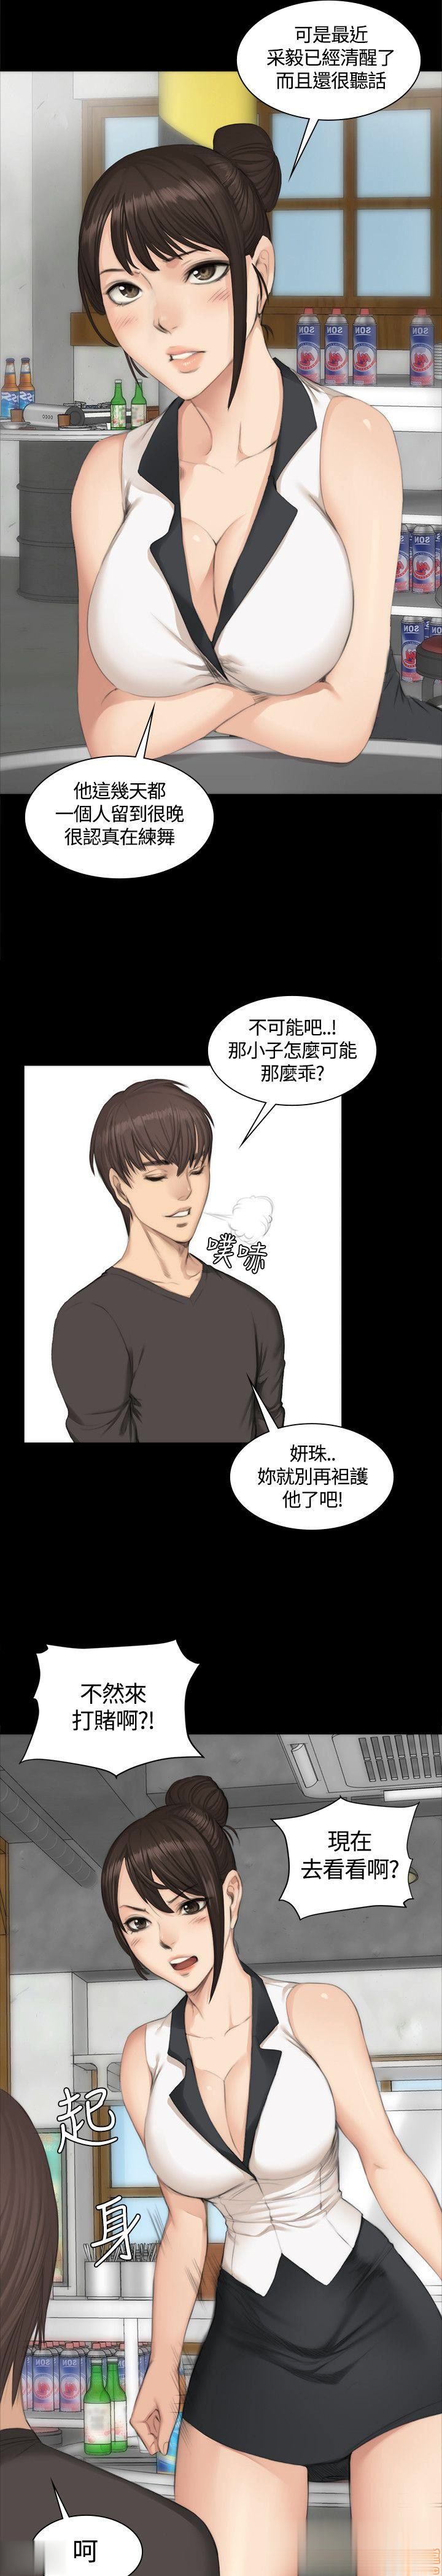 可是最近
采毅已經清醒了
而且還很聽話
他這幾天都
一個人留到很晚
很認真在練舞
不可能吧..!
那小子怎麼可能
那麼乖?
噗哧
妍珠..
妳就別再袒護
他了吧!
不然來
打賭啊?!
現在
去看看啊?
起
身
呵